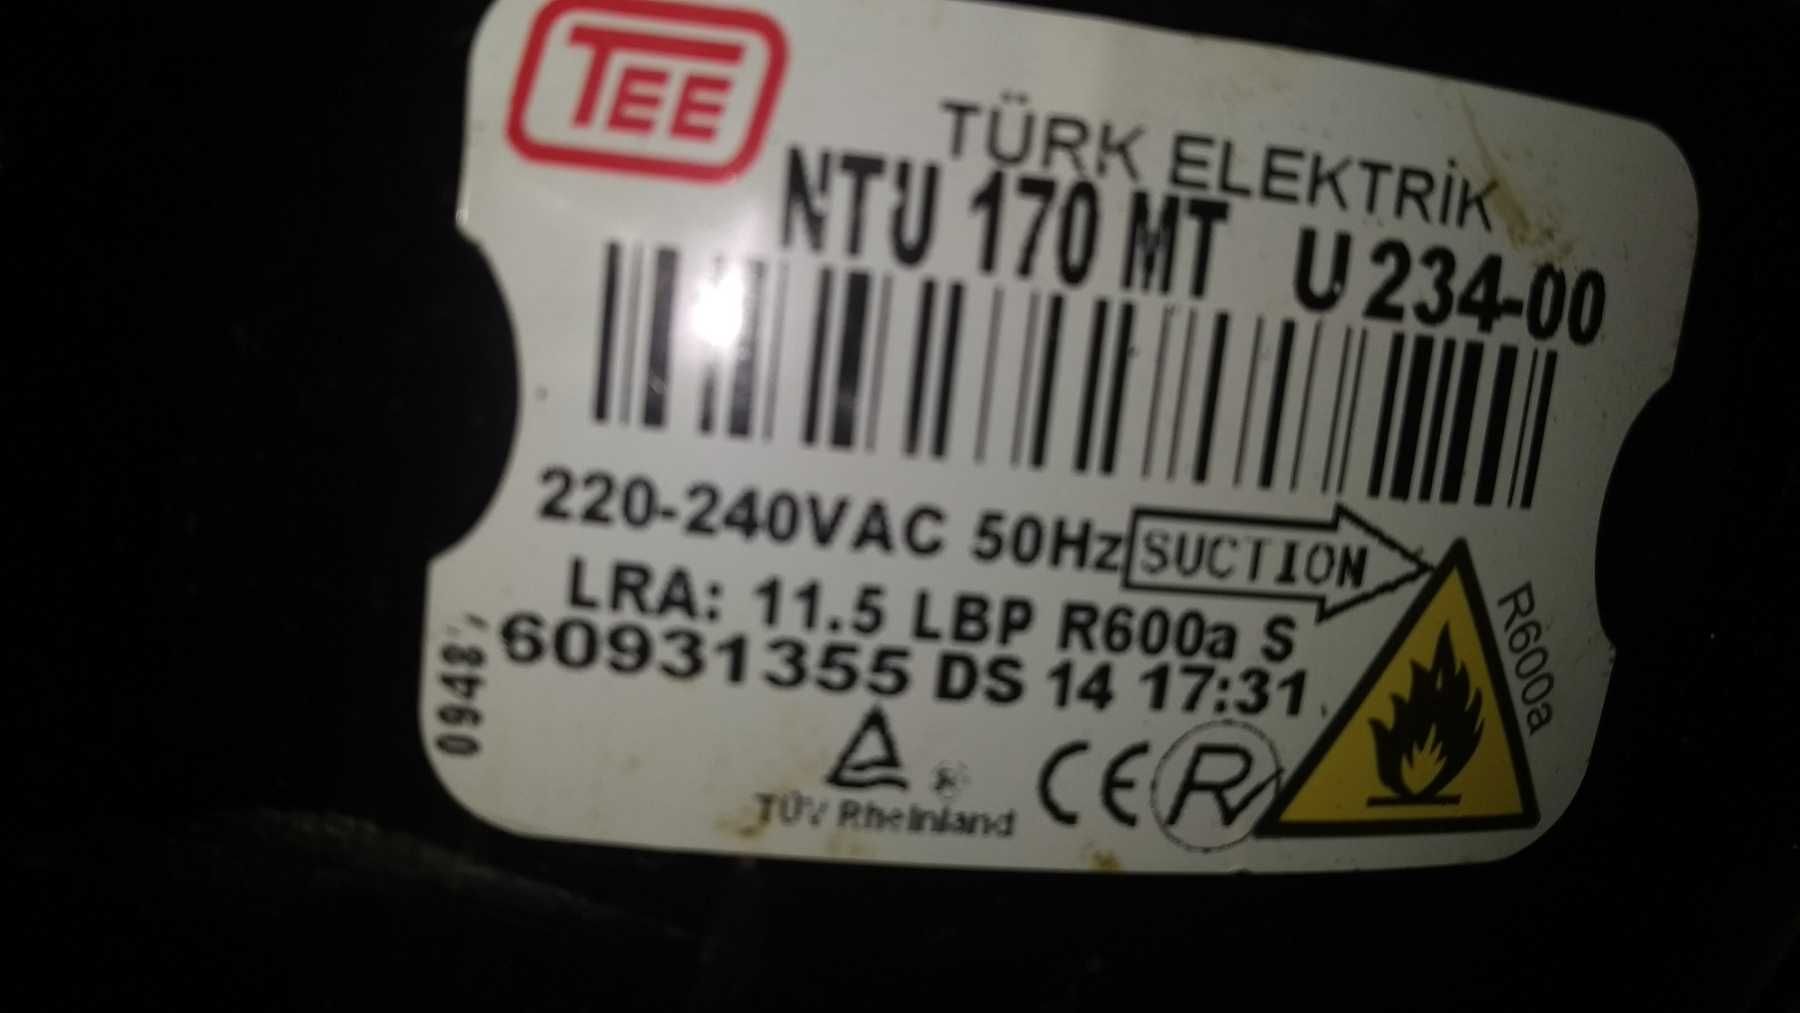 TEE
TÜRK ELEKTRİK
NTU 170 MT U 234-00
220-240VAC 50Hz SUCTION
LRA: 11.5 LBP R600a S
60931355 DS 14 17:31
0948
R600a
TÜV Rheinland
CE R